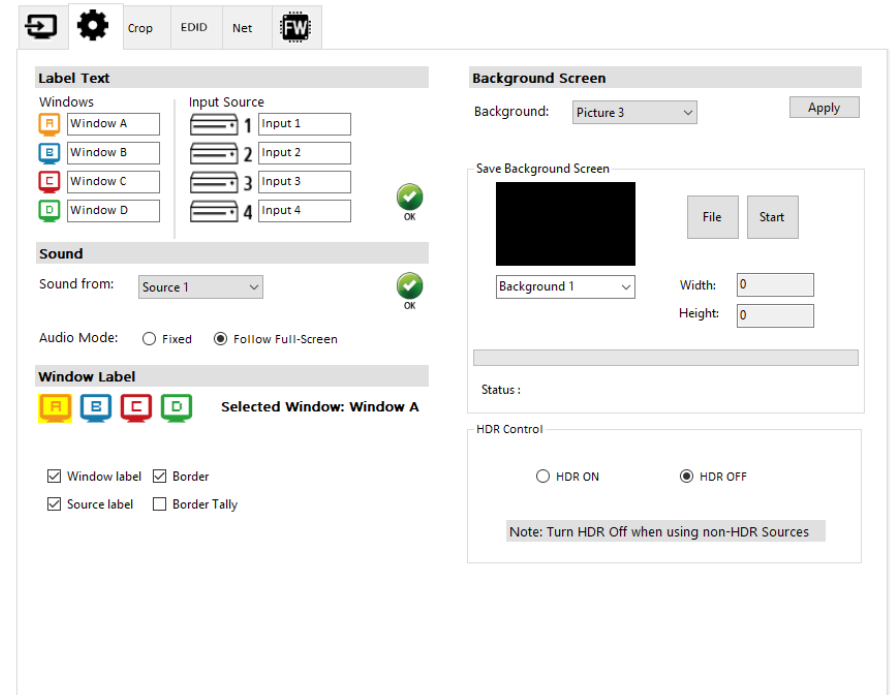 Crop EDID Net FW
Label Text
Windows Input Source
A Window A 1 Input 1
B Window B 2 Input 2
C Window C 3 Input 3
D Window D 4 Input 4
OK
Sound
Sound from: Source 1
OK
Audio Mode: Fixed Follow Full-Screen
Window Label
A B C D Selected Window: Window A
Window label Border
Source label Border Tally
Background Screen
Background: Picture 3 Apply
Save Background Screen
File Start
Background 1 Width: 0
Height: 0
Status :
HDR Control
HDR ON HDR OFF
Note: Turn HDR Off when using non-HDR Sources